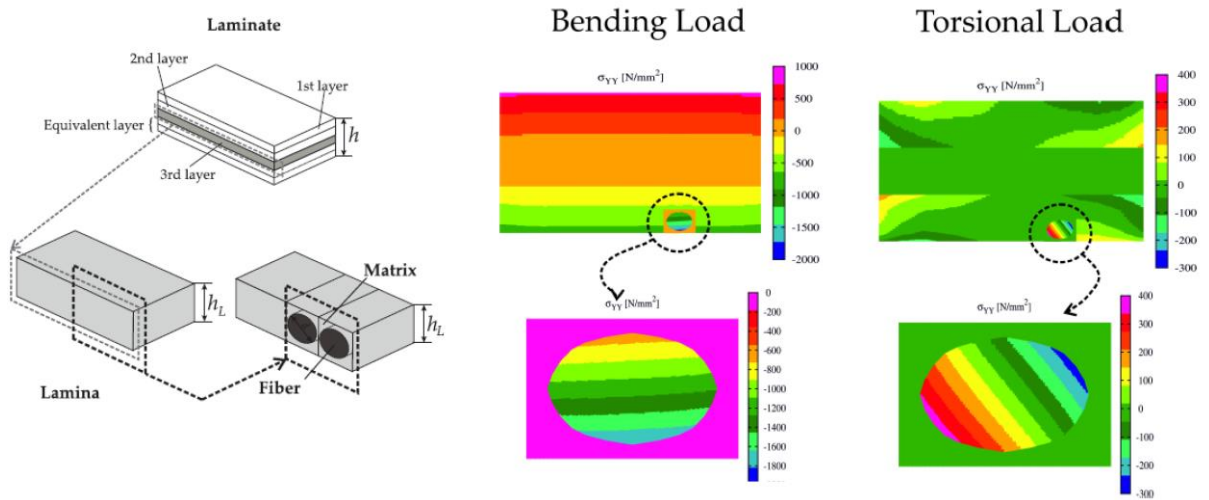 Laminate
2nd layer
1st layer
Equivalent layer
h
3rd layer
h_L
Matrix
h_L
Lamina
Fiber
Bending Load
σ_YY [N/mm²]
1000
500
0
-500
-1000
-1500
-2000
σ_YY [N/mm²]
0
-200
-400
-600
-800
-1000
-1200
-1400
-1600
-1800
Torsional Load
σ_YY [N/mm²]
400
300
200
100
0
-100
-200
-300
σ_YY [N/mm²]
400
300
200
100
0
-100
-200
-300